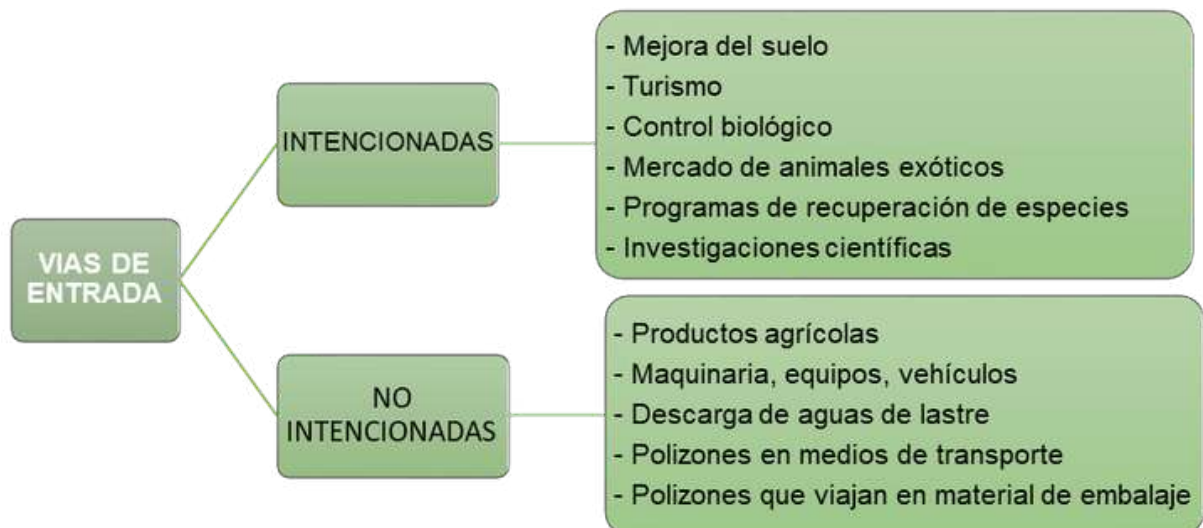 VIAS DE
ENTRADA
INTENCIONADAS
- Mejora del suelo
- Turismo
- Control biológico
- Mercado de animales exóticos
- Programas de recuperación de especies
- Investigaciones científicas
NO
INTENCIONADAS
- Productos agrícolas
- Maquinaria, equipos, vehículos
- Descarga de aguas de lastre
- Polizones en medios de transporte
- Polizones que viajan en material de embalaje